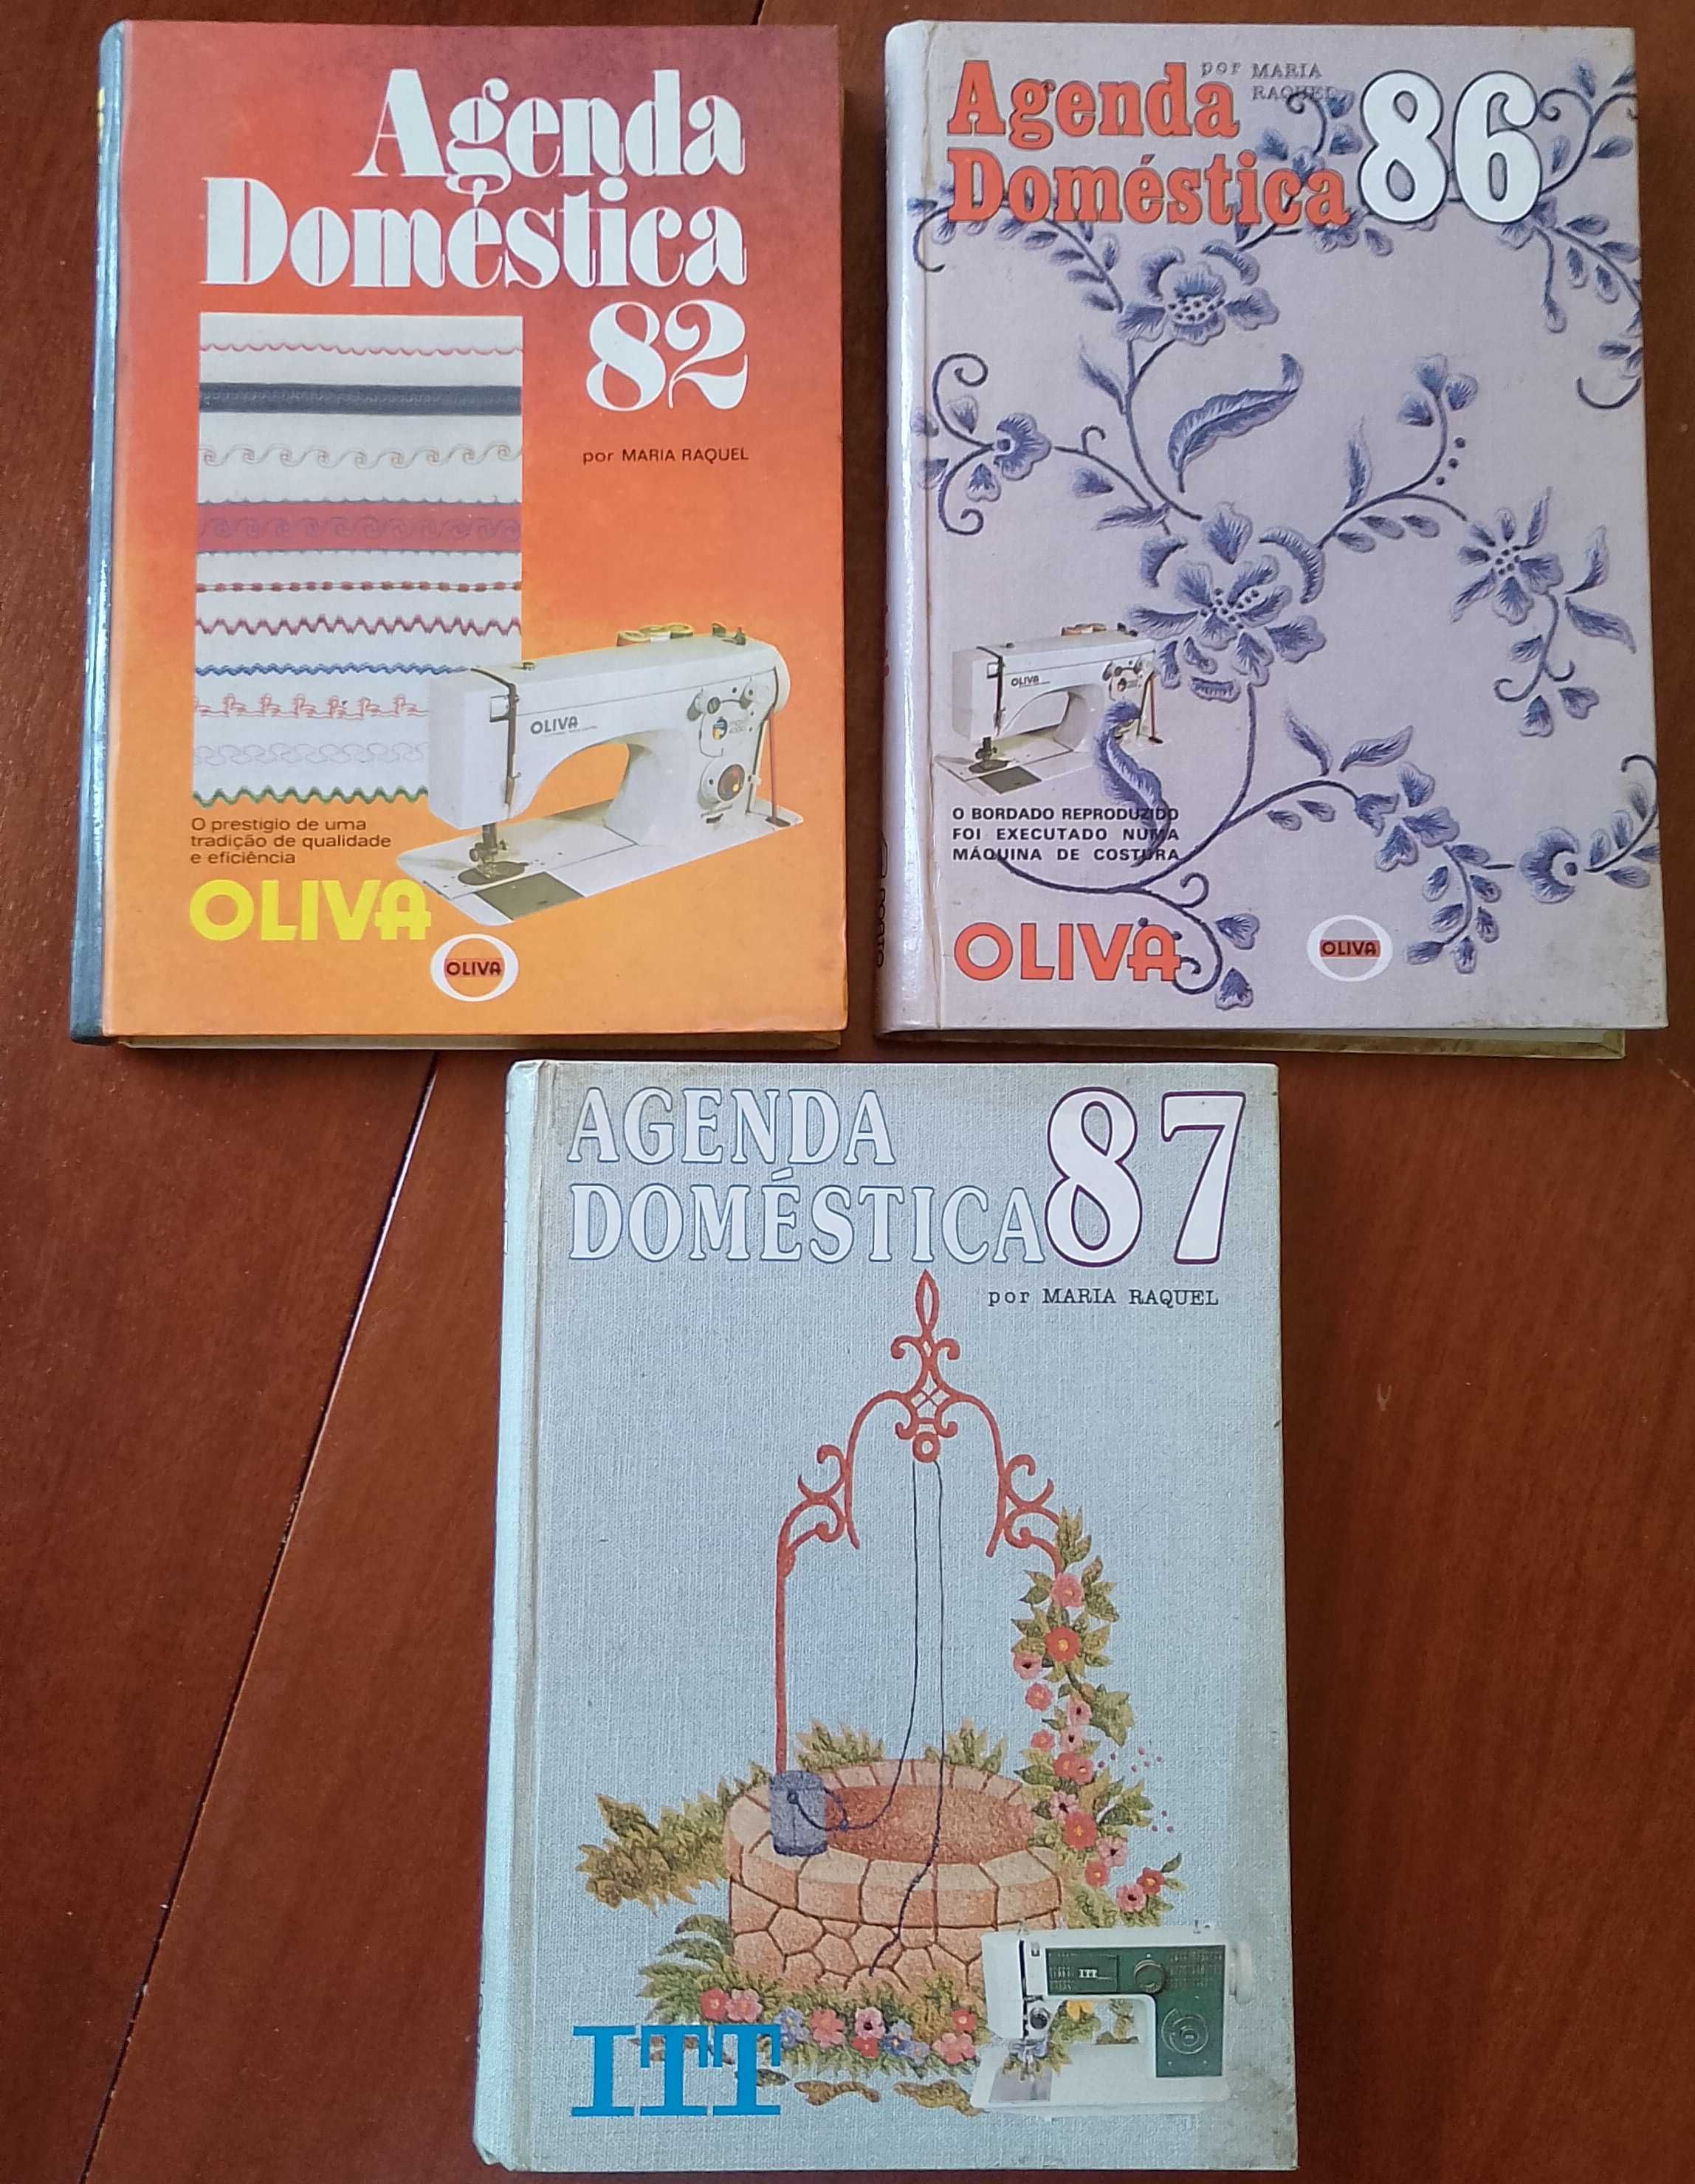 Agenda
Doméstica
82
por MARIA RAQUEL
OLIVA
O prestigio de uma
tradição de qualidade
e eficiência
OLIVA
OLIVA
Agenda
Doméstica
por MARIA
RAQUEL
86
OLIVA
O BORDADO REPRODUZIDO
FOI EXECUTADO NUMA
MÁQUINA DE COSTURA
OLIVA
OLIVA
AGENDA
DOMÉSTICA
87
por MARIA RAQUEL
ITT
ITT